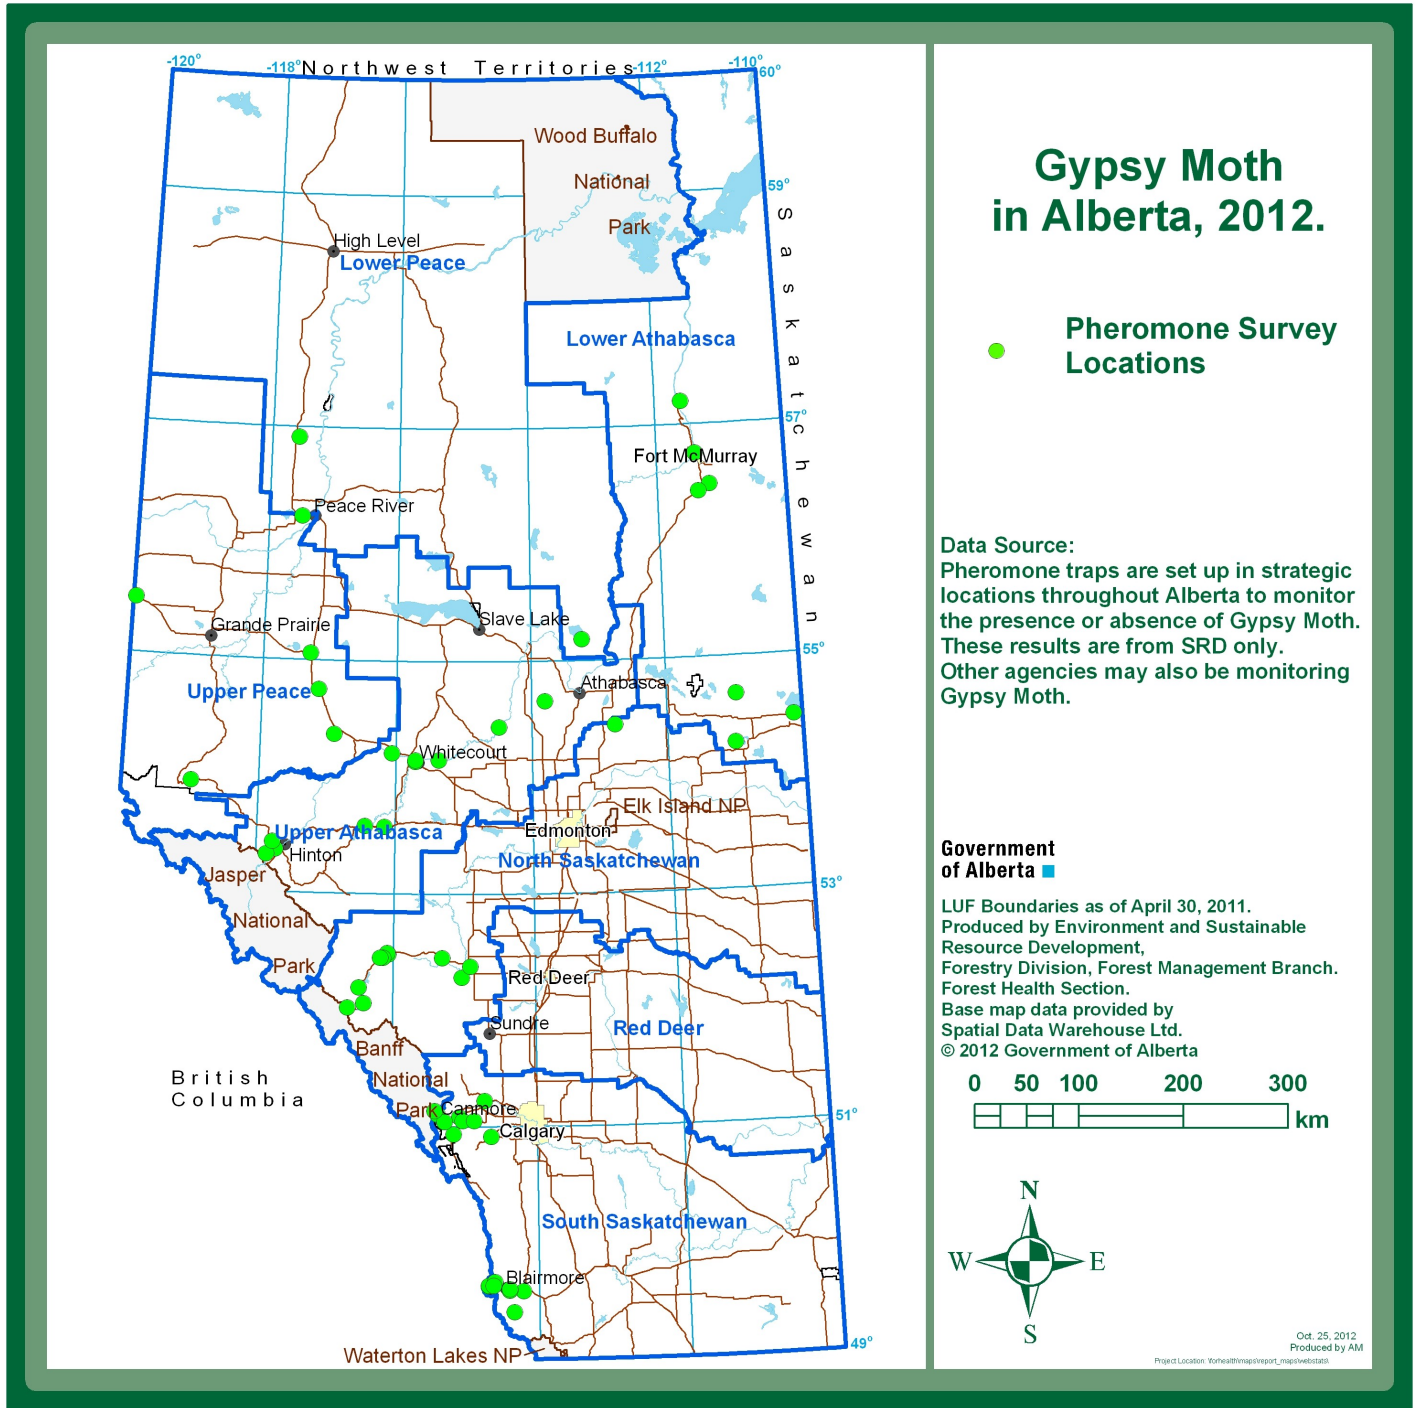 -120°
-118°
Northwest Territories
-112°
-110°
60°
Wood Buffalo
National
Park
59°
Saskatchewan
High Level
Lower Peace
Lower Athabasca
57°
Fort McMurray
Peace River
Slave Lake
Grande Prairie
55°
Athabasca
Upper Peace
Whitecourt
Elk Island NP
Edmonton
Upper Athabasca
Hinton
North Saskatchewan
Jasper
National
Park
53°
Red Deer
Sundre
Red Deer
Banff
National
Park
British
Columbia
Canmore
51°
Calgary
South Saskatchewan
Blairmore
49°
Waterton Lakes NP
Gypsy Moth
in Alberta, 2012.
Pheromone Survey
Locations
Data Source:
Pheromone traps are set up in strategic
locations throughout Alberta to monitor
the presence or absence of Gypsy Moth.
These results are from SRD only.
Other agencies may also be monitoring
Gypsy Moth.
Government
of Alberta
LUF Boundaries as of April 30, 2011.
Produced by Environment and Sustainable
Resource Development,
Forestry Division, Forest Management Branch.
Forest Health Section.
Base map data provided by
Spatial Data Warehouse Ltd.
© 2012 Government of Alberta
0 50 100 200 300
km
N
W E
S
Oct. 25, 2012
Produced by AM
Project Location: \forhealth\maps\report_maps\webstats\